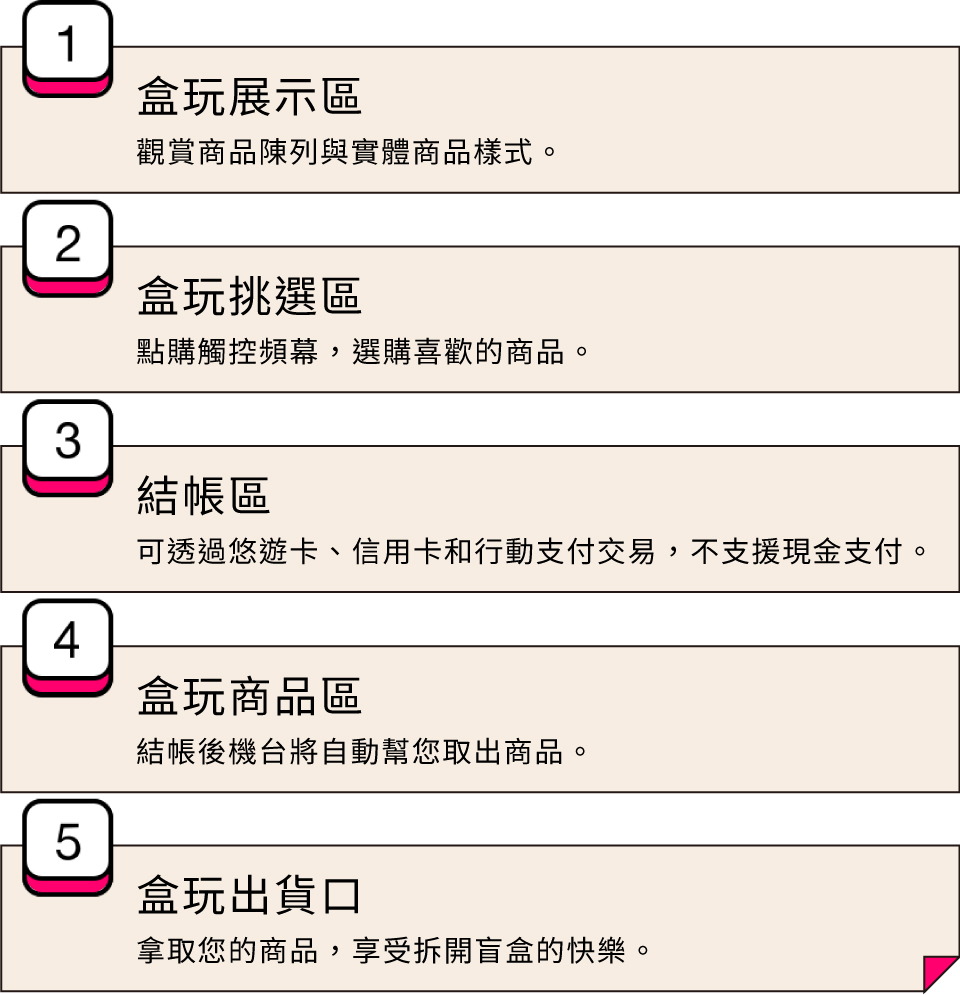 1
盒玩展示區
觀賞商品陳列與實體商品樣式。
2
盒玩挑選區
點購觸控頻幕，選購喜歡的商品。
3
結帳區
可透過悠遊卡、信用卡和行動支付交易，不支援現金支付。
4
盒玩商品區
結帳後機台將自動幫您取出商品。
5
盒玩出貨口
拿取您的商品，享受拆開盲盒的快樂。